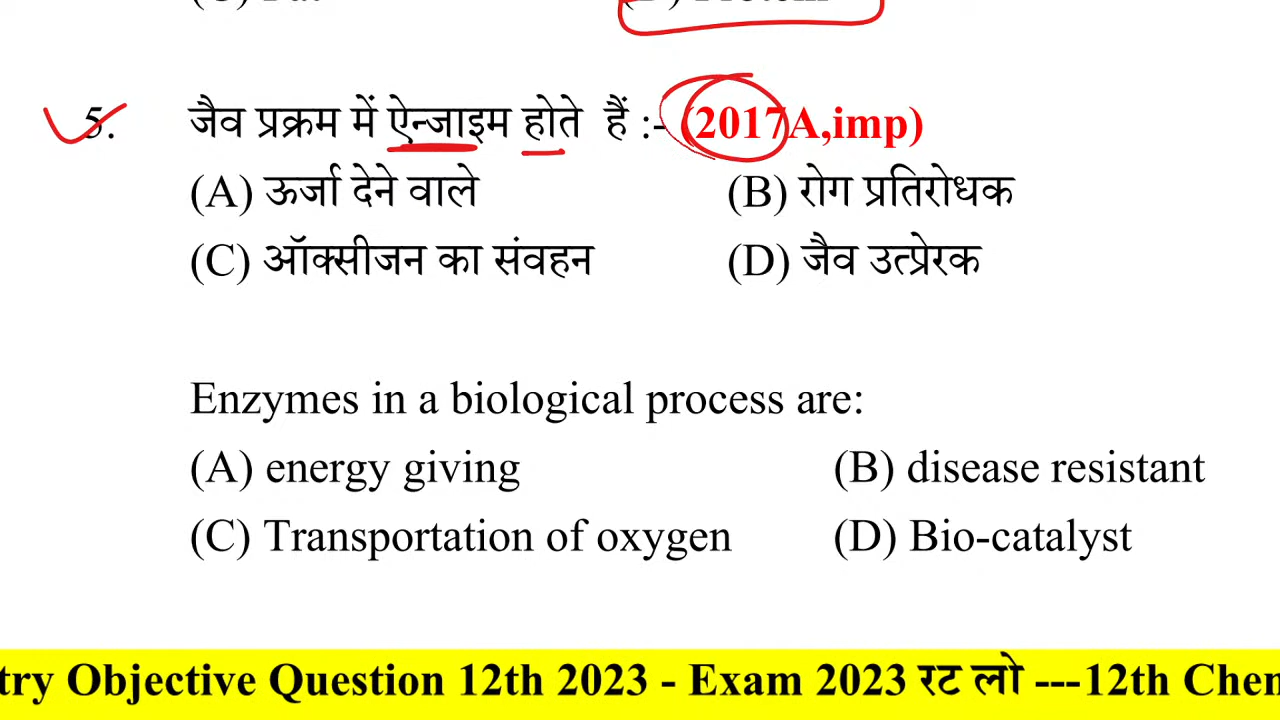 5. जैव प्रक्रम में ऐन्जाइम होते हैं :- (2017A,imp)
(A) ऊर्जा देने वाले (B) रोग प्रतिरोधक
(C) ऑक्सीजन का संवहन (D) जैव उत्प्रेरक
Enzymes in a biological process are:
(A) energy giving (B) disease resistant
(C) Transportation of oxygen (D) Bio-catalyst
try Objective Question 12th 2023 - Exam 2023 रट लो ---12th Chem